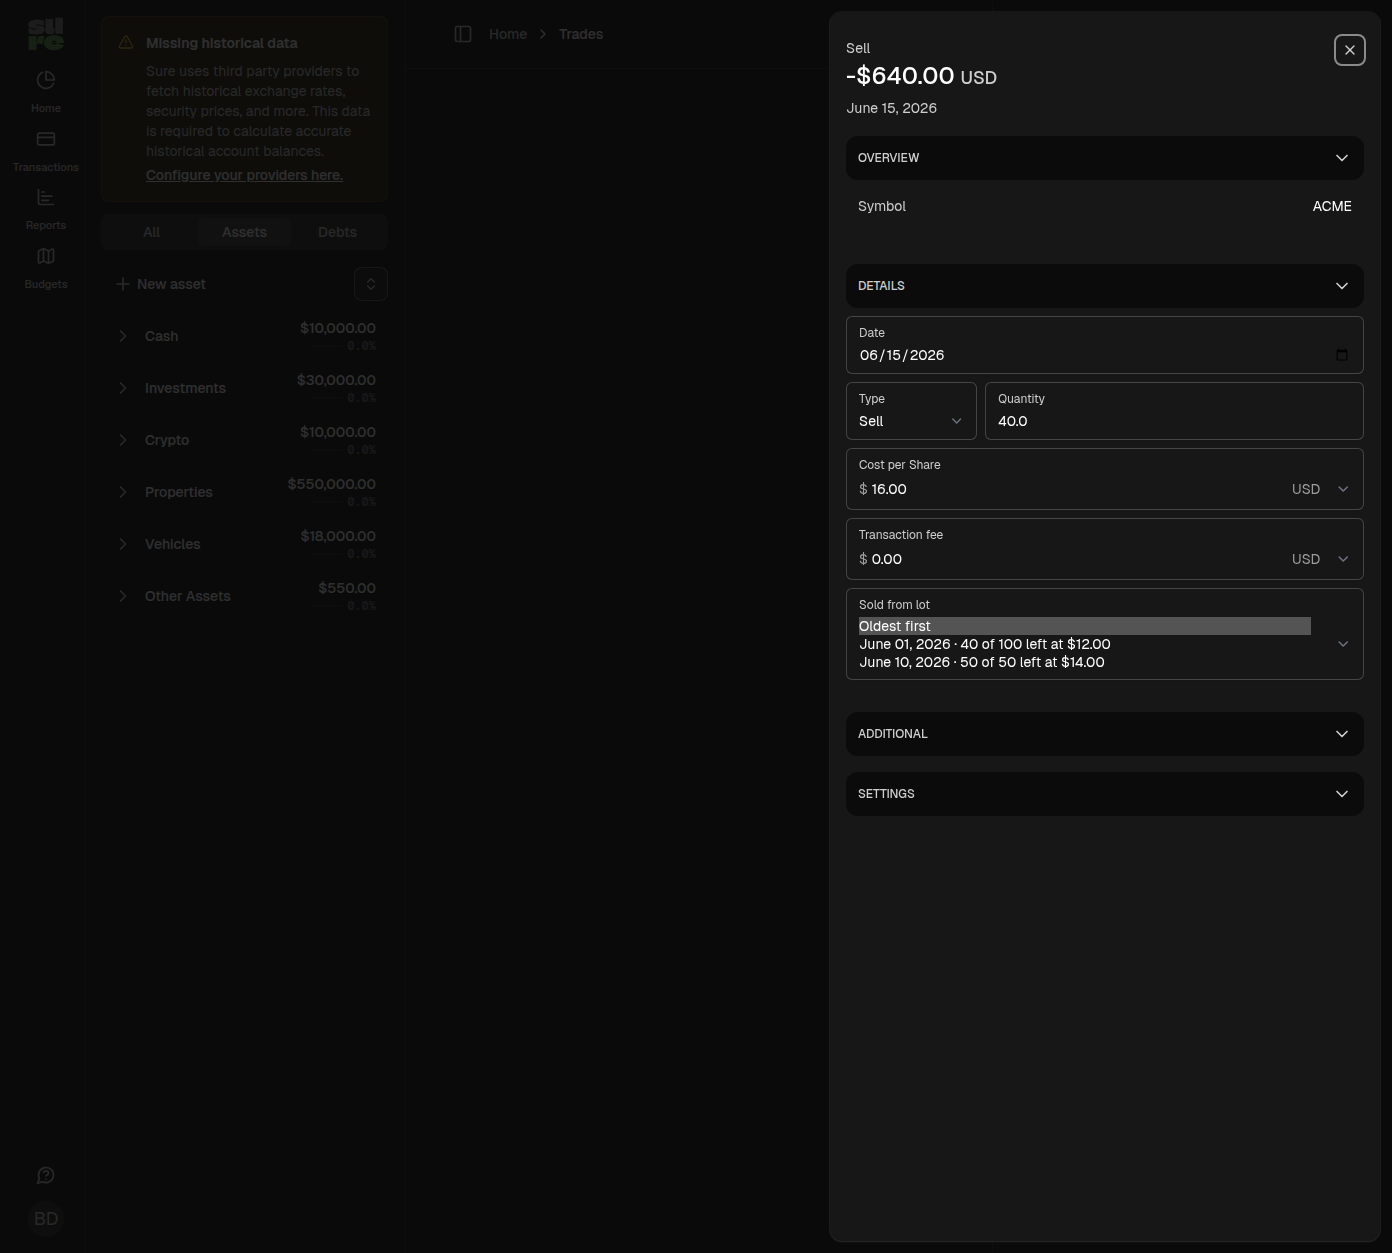 sure
Home
Transactions
Reports
Budgets
BD
Missing historical data
Sure uses third party providers to
fetch historical exchange rates,
security prices, and more. This data
is required to calculate accurate
historical account balances.
Configure your providers here.
All
Assets
Debts
New asset
Cash
$10,000.00
0.0%
Investments
$30,000.00
0.0%
Crypto
$10,000.00
0.0%
Properties
$550,000.00
0.0%
Vehicles
$18,000.00
0.0%
Other Assets
$550.00
0.0%
Home > Trades
Sell
-$640.00 USD
June 15, 2026
OVERVIEW
Symbol
ACME
DETAILS
Date
06/15/2026
Type
Sell
Quantity
40.0
Cost per Share
$ 16.00
USD
Transaction fee
$ 0.00
USD
Sold from lot
Oldest first
June 01, 2026 · 40 of 100 left at $12.00
June 10, 2026 · 50 of 50 left at $14.00
ADDITIONAL
SETTINGS